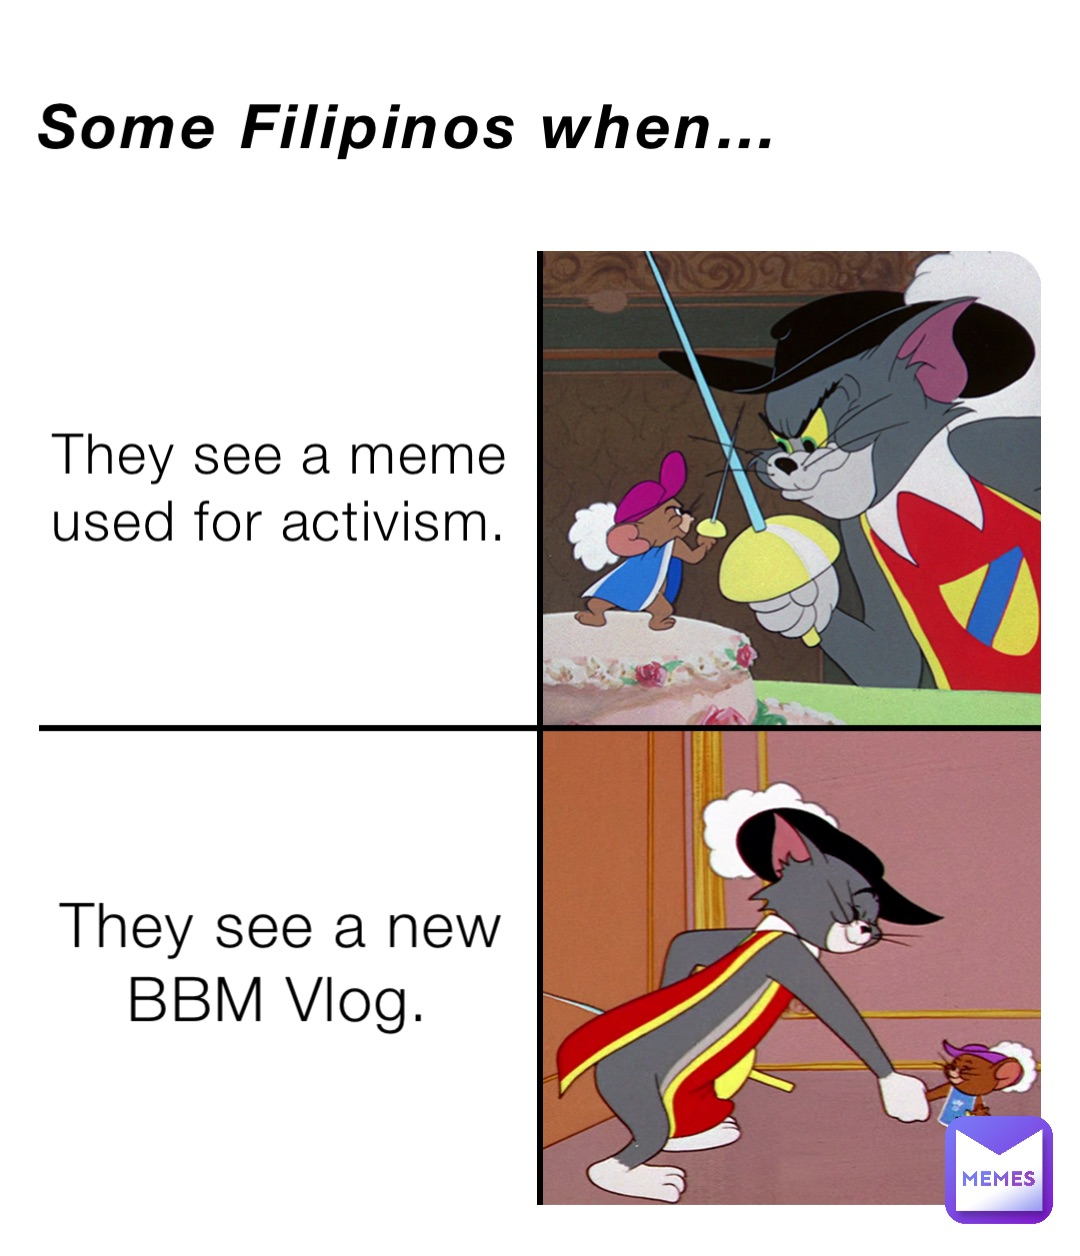 Some Filipinos when...
They see a meme
used for activism.
They see a new
BBM Vlog.
MEMES